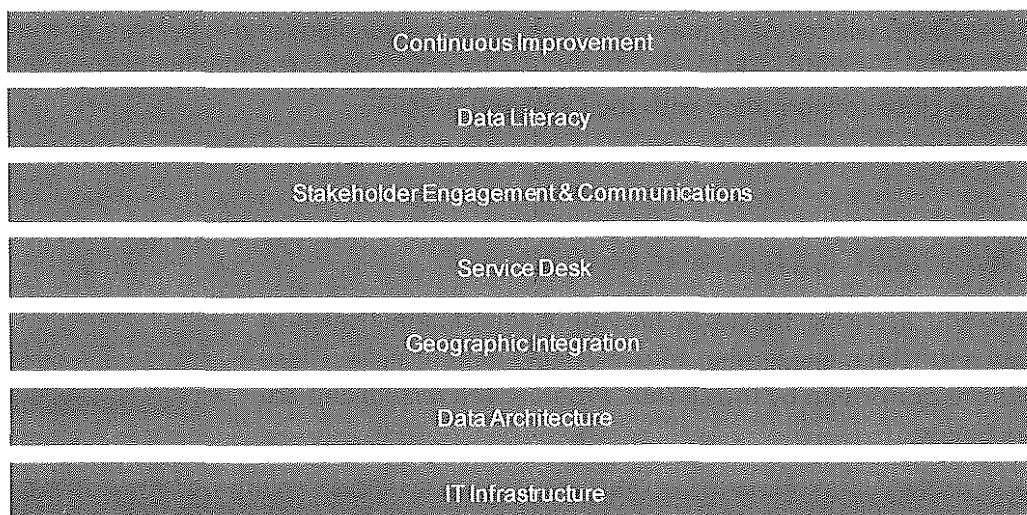 Continuous Improvement
Data Literacy
Stakeholder Engagement & Communications
Service Desk
Geographic Integration
Data Architecture
IT Infrastructure